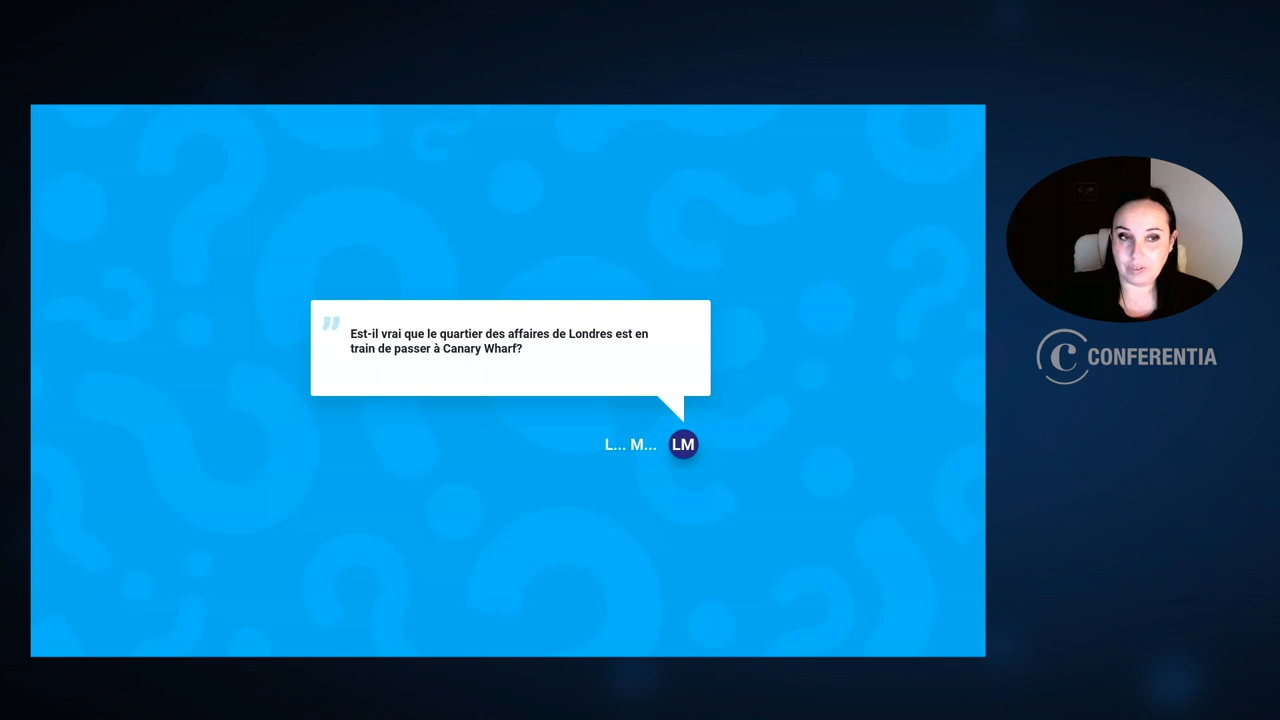 Est-il vrai que le quartier des affaires de Londres est en
train de passer à Canary Wharf?
L... M...
LM
CONFERENTIA